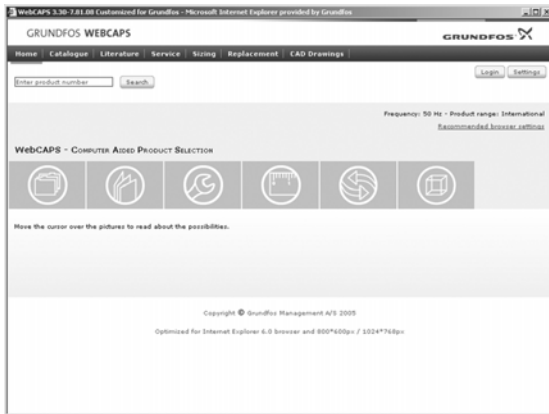 WebCAPS 3.30-7.81.08 Customized for Grundfos - Microsoft Internet Explorer provided by Grundfos
GRUNDFOS WEBCAPS
GRUNDFOS
Home Catalogue Literature Service Sizing Replacement CAD Drawings
Login Settings
Enter product number Search
Frequency: 50 Hz - Product range: International
Recommended browser settings
WebCAPS - Computer Aided Product Selection
Move the cursor over the pictures to read about the possibilities.
Copyright © Grundfos Management A/S 2005
Optimized for Internet Explorer 6.0 browser and 800*600px / 1024*768px